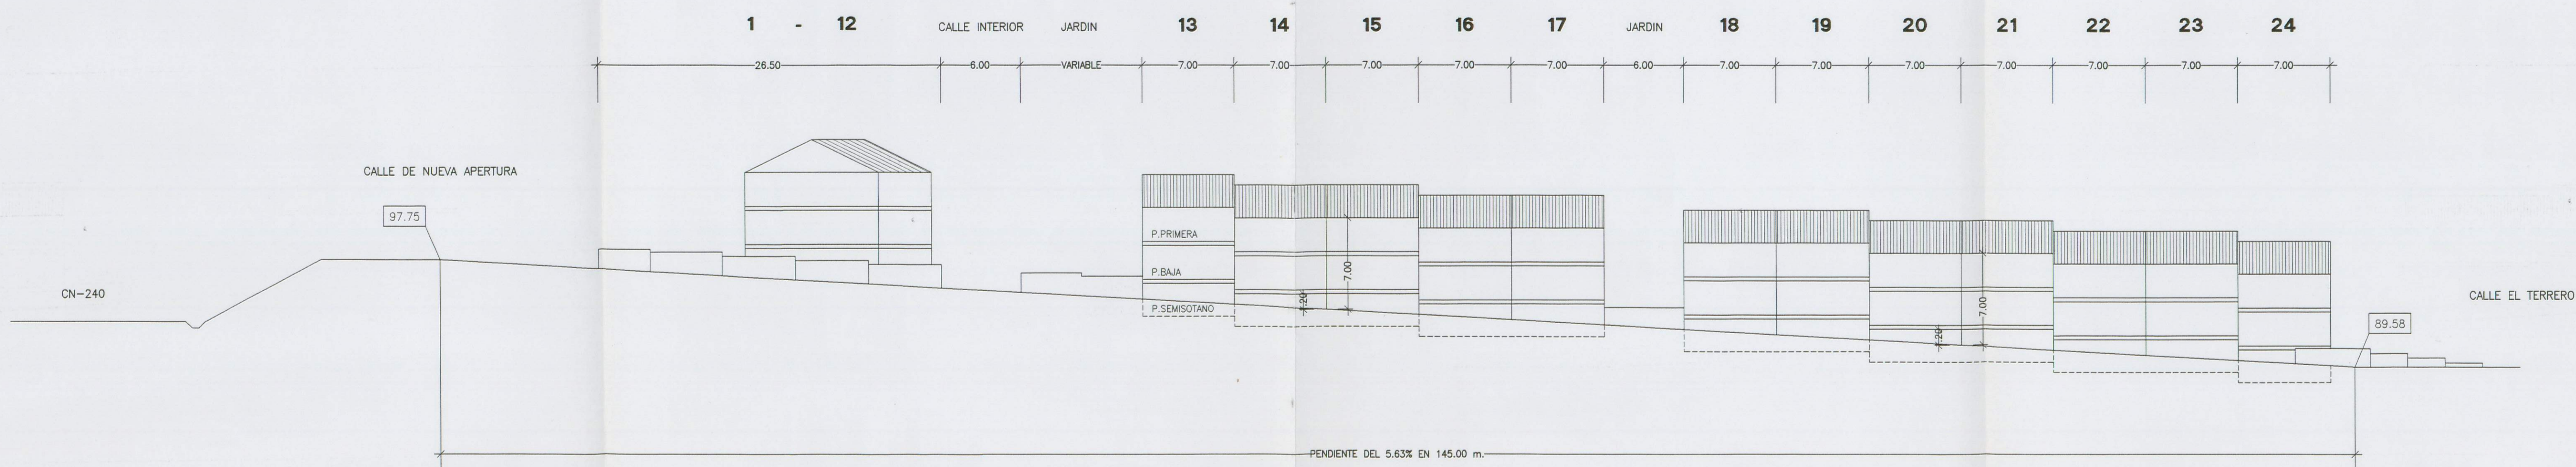 1 - 12 CALLE INTERIOR JARDIN 13 14 15 16 17 JARDIN 18 19 20 21 22 23 24
26.50 6.00 VARIABLE 7.00 7.00 7.00 7.00 7.00 6.00 7.00 7.00 7.00 7.00 7.00 7.00 7.00
CALLE DE NUEVA APERTURA
97.75
P.PRIMERA
P.BAJA
7.00
CN-240
P.SEMISOTANO
1.20
7.00
1.20
CALLE EL TERRERO
89.58
PENDIENTE DEL 5.63% EN 145.00 m.